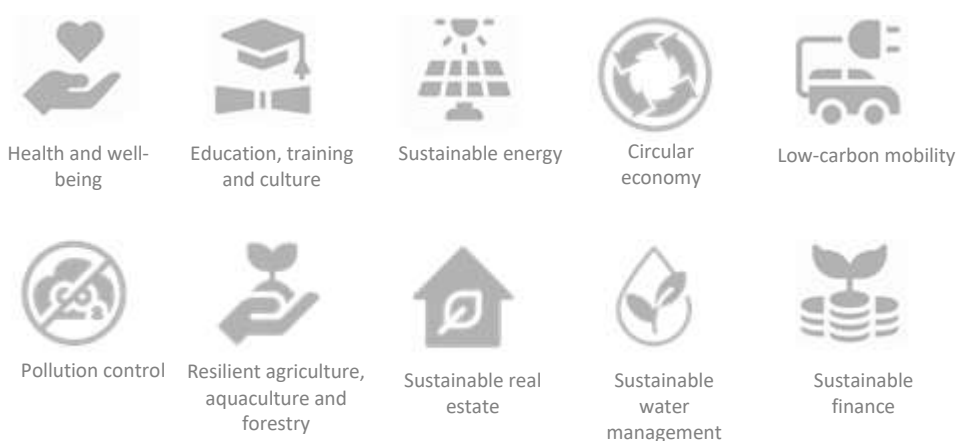 Health and well-
being
Education, training
and culture
Sustainable energy
Circular
economy
Low-carbon mobility
Pollution control
Resilient agriculture,
aquaculture and
forestry
Sustainable real
estate
Sustainable
water
management
Sustainable
finance